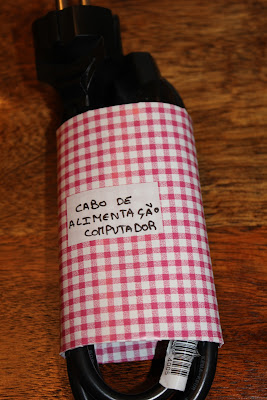 CABO DE
ALIMENTAÇÃO
COMPUTADOR